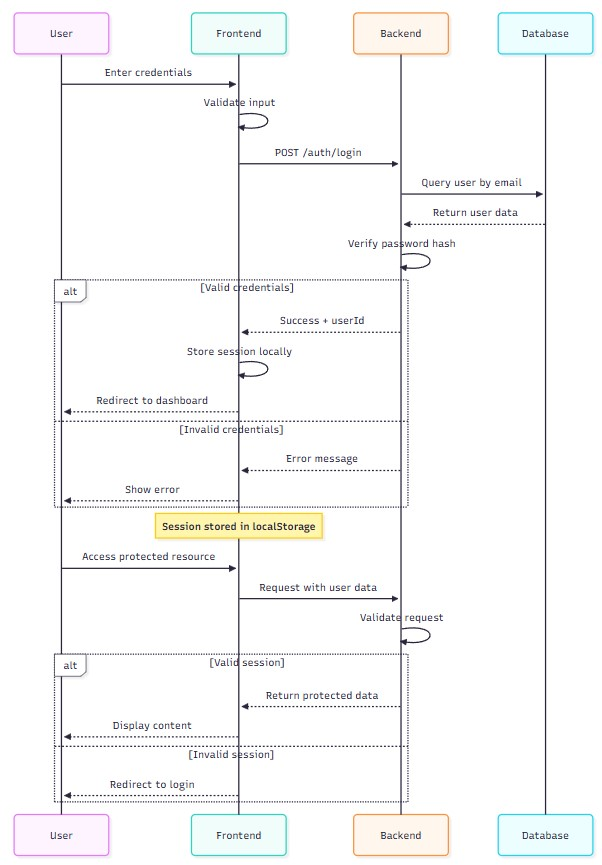 User
Frontend
Backend
Database
Enter credentials
Validate input
POST /auth/login
Query user by email
Return user data
Verify password hash
alt
[Valid credentials]
Success + userId
Store session locally
Redirect to dashboard
[Invalid credentials]
Error message
Show error
Session stored in localStorage
Access protected resource
Request with user data
Validate request
alt
[Valid session]
Return protected data
Display content
[Invalid session]
Redirect to login
User
Frontend
Backend
Database